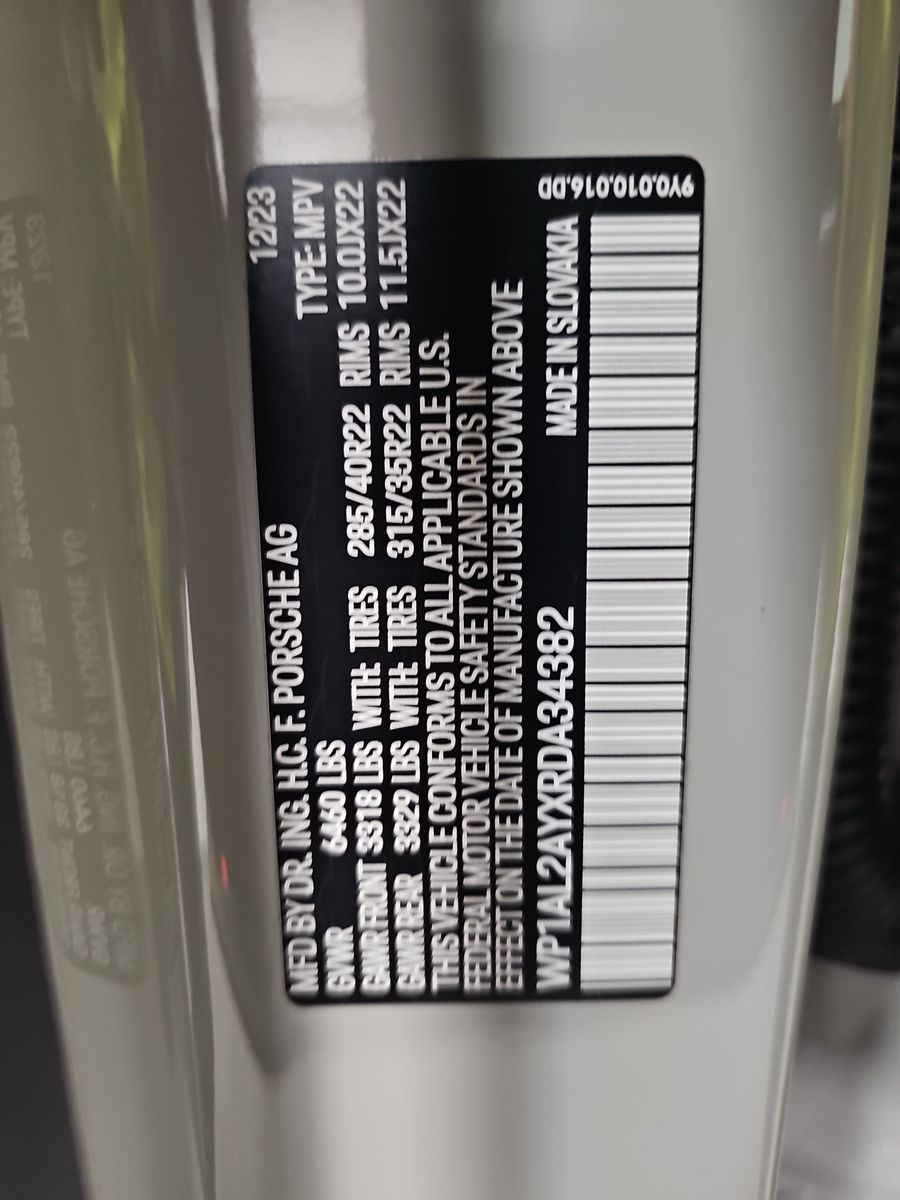 12/23
MFD BY DR. ING. H.C. F. PORSCHE AG TYPE: MPV
GVWR 6460 LBS
GAWR FRONT 3318 LBS WITH: TIRES 285/40R22 RIMS 10.0JX22
GAWR REAR 3329 LBS WITH: TIRES 315/35R22 RIMS 11.5JX22
THIS VEHICLE CONFORMS TO ALL APPLICABLE U.S.
FEDERAL MOTOR VEHICLE SAFETY STANDARDS IN
EFFECT ON THE DATE OF MANUFACTURE SHOWN ABOVE
WP1AL2AYXRDA34382 MADE IN SLOVAKIA
9Y0.010.016.DD